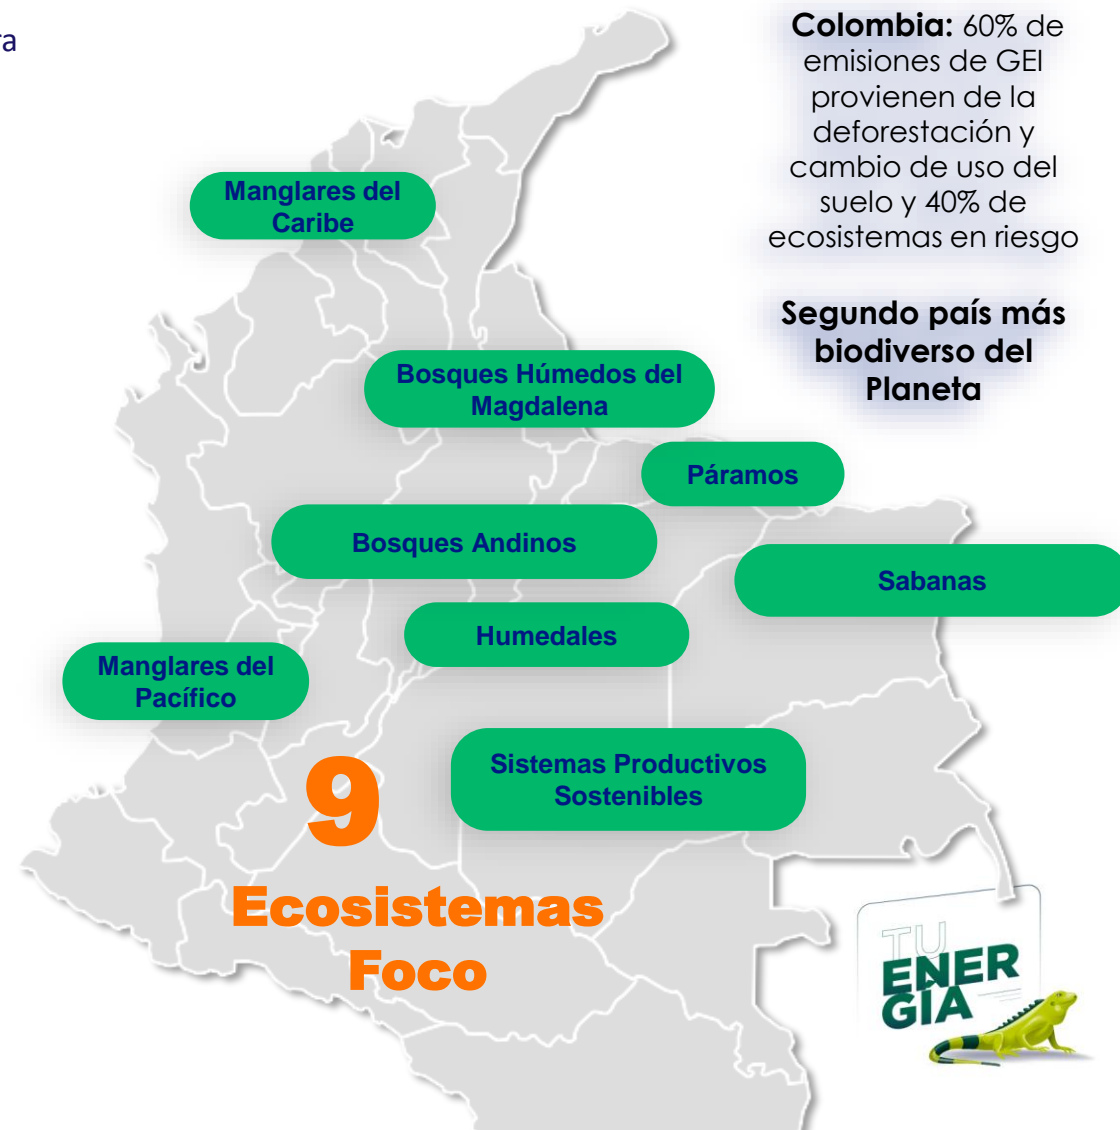 ra
Colombia: 60% de
emisiones de GEI
provienen de la
deforestación y
cambio de uso del
suelo y 40% de
ecosistemas en riesgo
Segundo país más
biodiverso del
Planeta
Manglares del
Caribe
Bosques Húmedos del
Magdalena
Páramos
Bosques Andinos
Sabanas
Humedales
Manglares del
Pacífico
Sistemas Productivos
Sostenibles
9
Ecosistemas
Foco
TU
ENER
GÍA